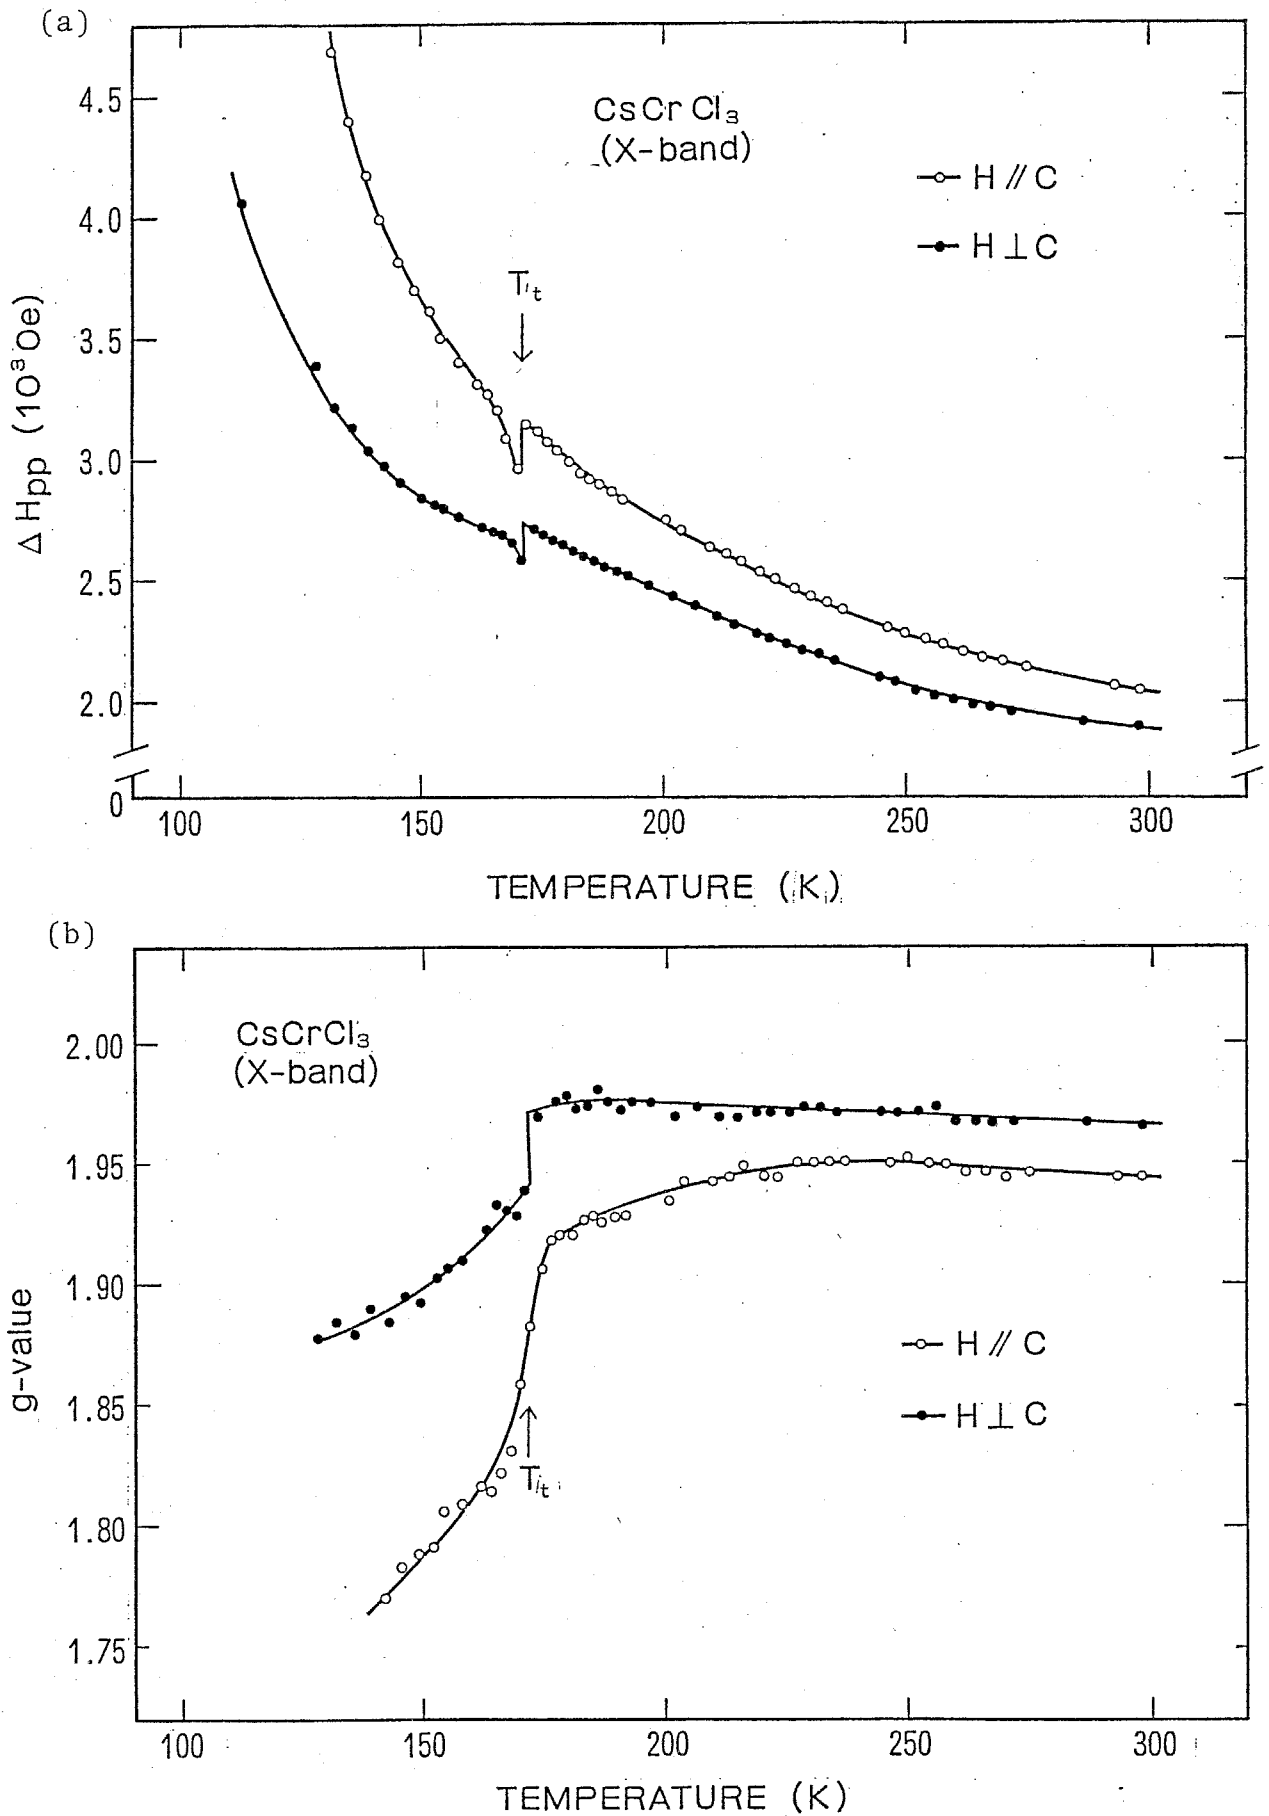 (a)
CsCrCl₃
(X-band)
H // C
H ⊥ C
Tt
4.5
4.0
3.5
3.0
2.5
2.0
0
Δ Hpp (10³Oe)
100 150 200 250 300
TEMPERATURE (K)
(b)
CsCrCl₃
(X-band)
2.00
1.95
1.90
1.85
1.80
1.75
g-value
H // C
H ⊥ C
Tt
100 150 200 250 300
TEMPERATURE (K)